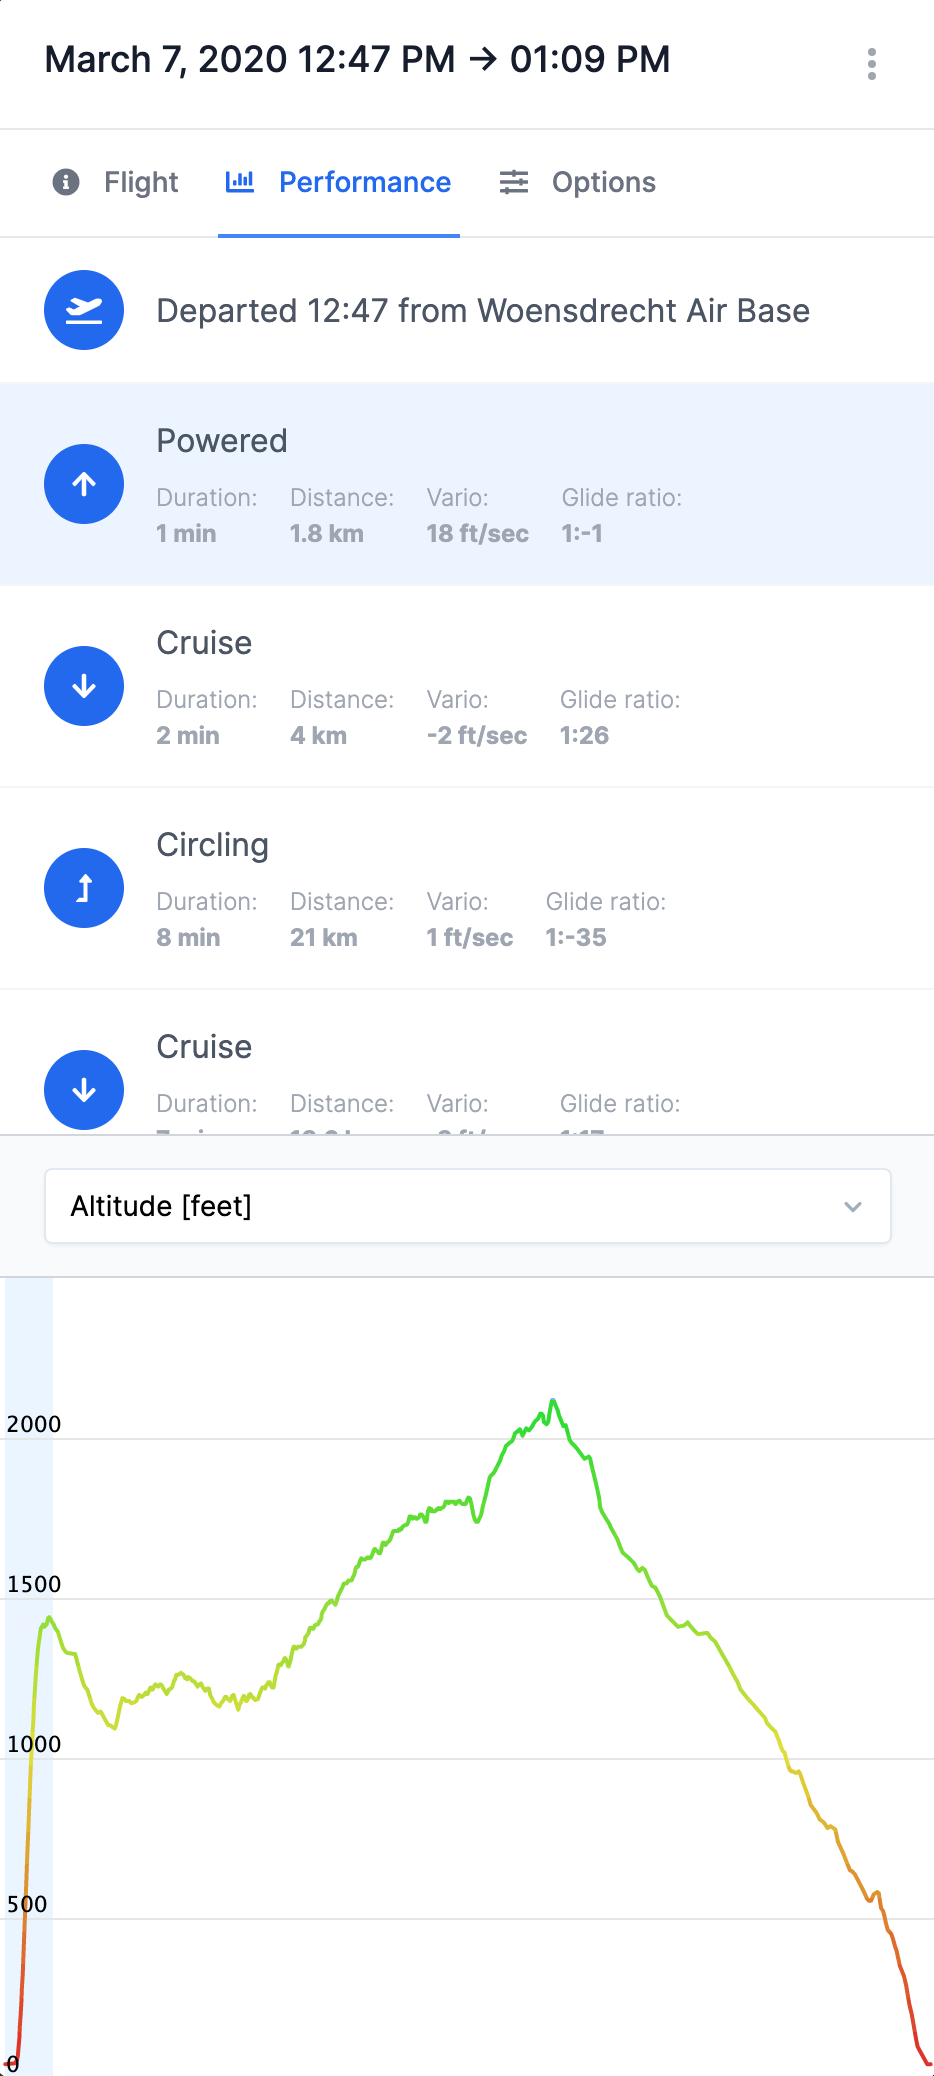 March 7, 2020 12:47 PM → 01:09 PM
Flight Performance Options
Departed 12:47 from Woensdrecht Air Base
Powered
Duration: Distance: Vario: Glide ratio:
1 min 1.8 km 18 ft/sec 1:-1
Cruise
Duration: Distance: Vario: Glide ratio:
2 min 4 km -2 ft/sec 1:26
Circling
Duration: Distance: Vario: Glide ratio:
8 min 21 km 1 ft/sec 1:-35
Cruise
Duration: Distance: Vario: Glide ratio:
Altitude [feet]
2000
1500
1000
500
0